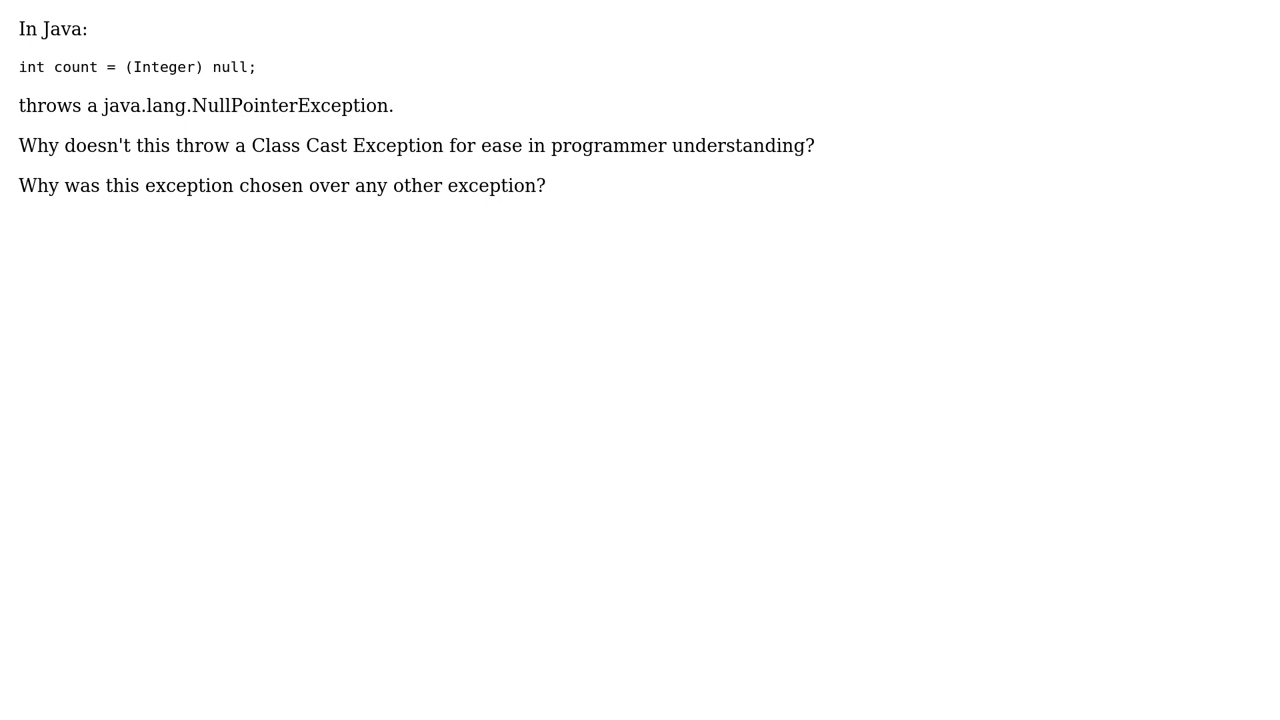 In Java:
int count = (Integer) null;
throws a java.lang.NullPointerException.
Why doesn't this throw a Class Cast Exception for ease in programmer understanding?
Why was this exception chosen over any other exception?